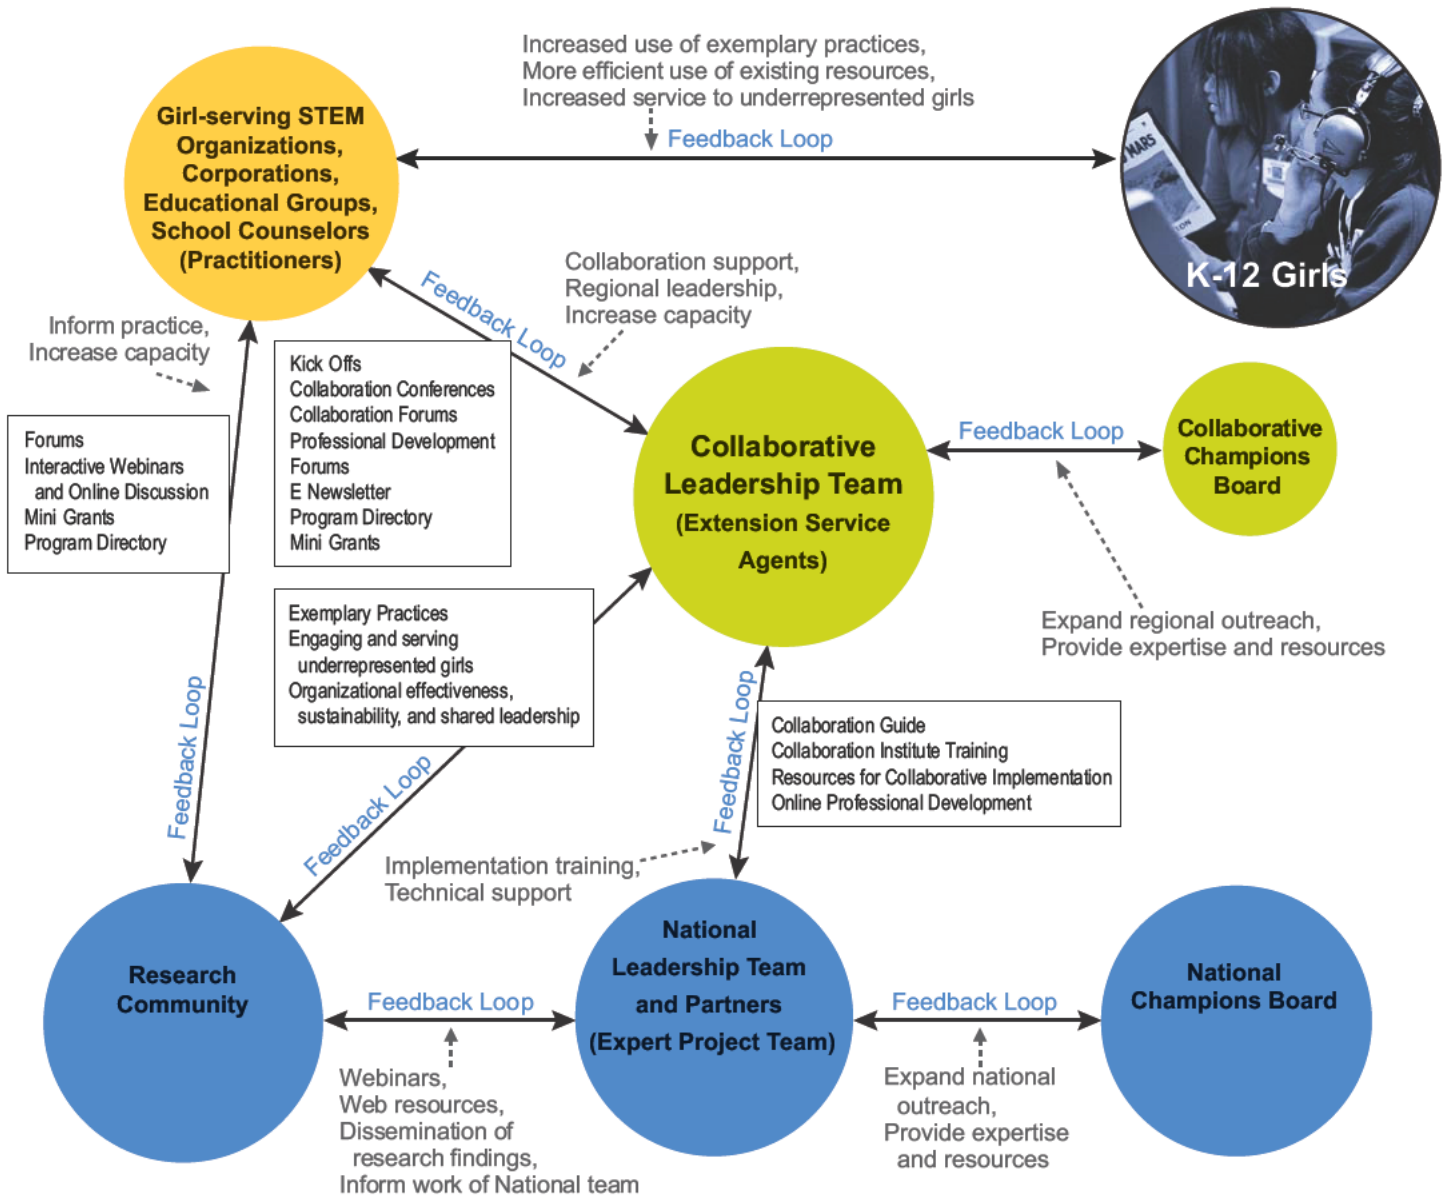 Increased use of exemplary practices,
More efficient use of existing resources,
Increased service to underrepresented girls
Feedback Loop
Girl-serving STEM
Organizations,
Corporations,
Educational Groups,
School Counselors
(Practitioners)
MARS
TON
K-12 Girls
Collaboration support,
Regional leadership,
Increase capacity
Feedback Loop
Inform practice,
Increase capacity
Kick Offs
Collaboration Conferences
Collaboration Forums
Professional Development
Forums
E Newsletter
Program Directory
Mini Grants
Forums
Interactive Webinars
and Online Discussion
Mini Grants
Program Directory
Collaborative
Leadership Team
(Extension Service
Agents)
Feedback Loop
Collaborative
Champions
Board
Expand regional outreach,
Provide expertise and resources
Exemplary Practices
Engaging and serving
underrepresented girls
Organizational effectiveness,
sustainability, and shared leadership
Feedback Loop
Feedback Loop
Feedback Loop
Collaboration Guide
Collaboration Institute Training
Resources for Collaborative Implementation
Online Professional Development
Implementation training,
Technical support
Research
Community
Feedback Loop
National
Leadership Team
and Partners
(Expert Project Team)
Feedback Loop
National
Champions Board
Webinars,
Web resources,
Dissemination of
research findings,
Inform work of National team
Expand national
outreach,
Provide expertise
and resources